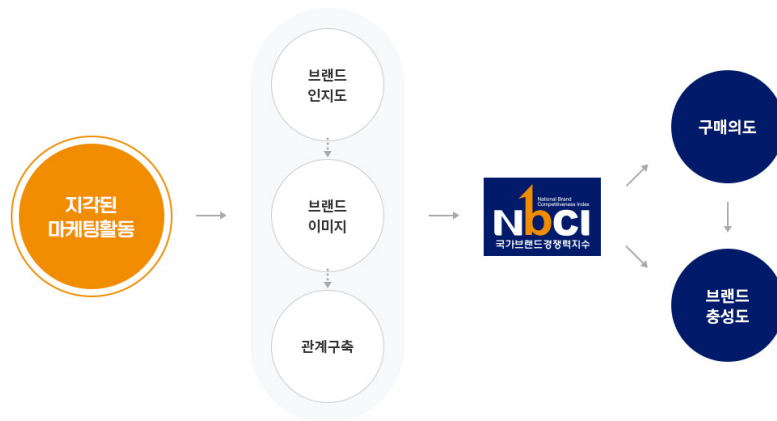 지각된
마케팅활동
브랜드
인지도
브랜드
이미지
관계구축
National Brand
Competitiveness Index
NbCI
국가브랜드경쟁력지수
구매의도
브랜드
충성도